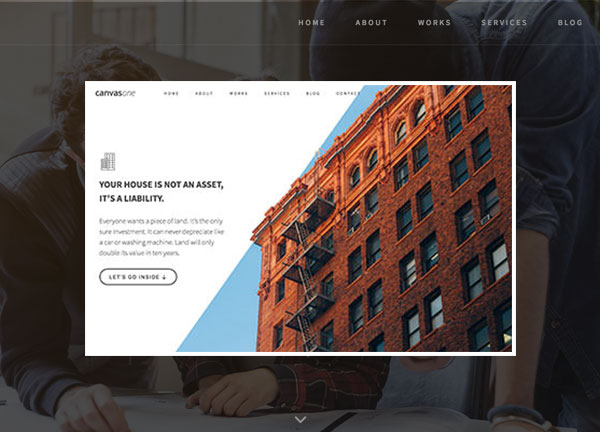 HOME ABOUT WORKS SERVICES BLOG
canvasone
HOME ABOUT WORKS SERVICES BLOG CONTACT
YOUR HOUSE IS NOT AN ASSET,
IT'S A LIABILITY.
Everyone wants a piece of land. It's the only
sure investment. It can never depreciate like
a car or washing machine. Land will only
double its value in ten years.
LET'S GO INSIDE ↓